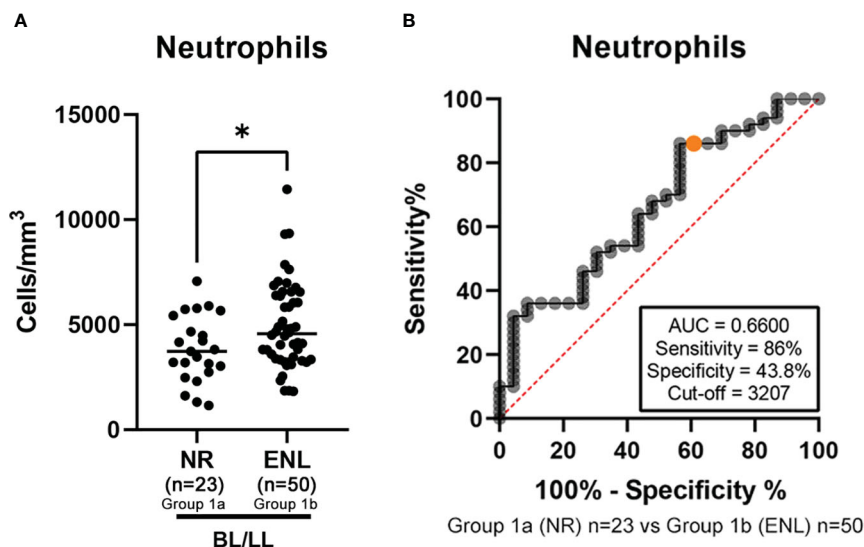 A
Neutrophils
Cells/mm³
15000
10000
5000
0
*
NR
(n=23)
Group 1a
ENL
(n=50)
Group 1b
BL/LL
B
Neutrophils
Sensitivity%
100
80
60
40
20
0
AUC = 0.6600
Sensitivity = 86%
Specificity = 43.8%
Cut-off = 3207
0 20 40 60 80 100
100% - Specificity %
Group 1a (NR) n=23 vs Group 1b (ENL) n=50